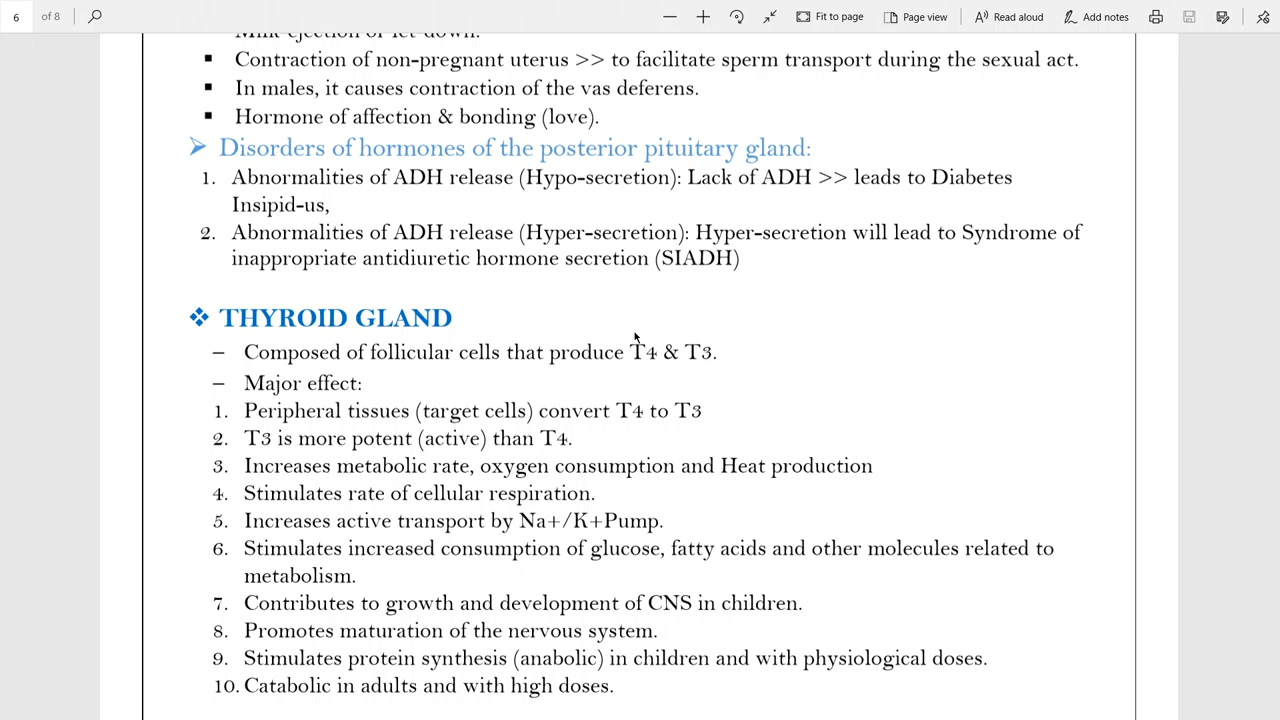 6 of 8 Fit to page Page view Read aloud Add notes
Milk ejection or let-down.
▪ Contraction of non-pregnant uterus >> to facilitate sperm transport during the sexual act.
▪ In males, it causes contraction of the vas deferens.
▪ Hormone of affection & bonding (love).
➢ Disorders of hormones of the posterior pituitary gland:
1. Abnormalities of ADH release (Hypo-secretion): Lack of ADH >> leads to Diabetes
Insipid-us,
2. Abnormalities of ADH release (Hyper-secretion): Hyper-secretion will lead to Syndrome of
inappropriate antidiuretic hormone secretion (SIADH)
❖ THYROID GLAND
– Composed of follicular cells that produce T4 & T3.
– Major effect:
1. Peripheral tissues (target cells) convert T4 to T3
2. T3 is more potent (active) than T4.
3. Increases metabolic rate, oxygen consumption and Heat production
4. Stimulates rate of cellular respiration.
5. Increases active transport by Na+/K+Pump.
6. Stimulates increased consumption of glucose, fatty acids and other molecules related to
metabolism.
7. Contributes to growth and development of CNS in children.
8. Promotes maturation of the nervous system.
9. Stimulates protein synthesis (anabolic) in children and with physiological doses.
10. Catabolic in adults and with high doses.